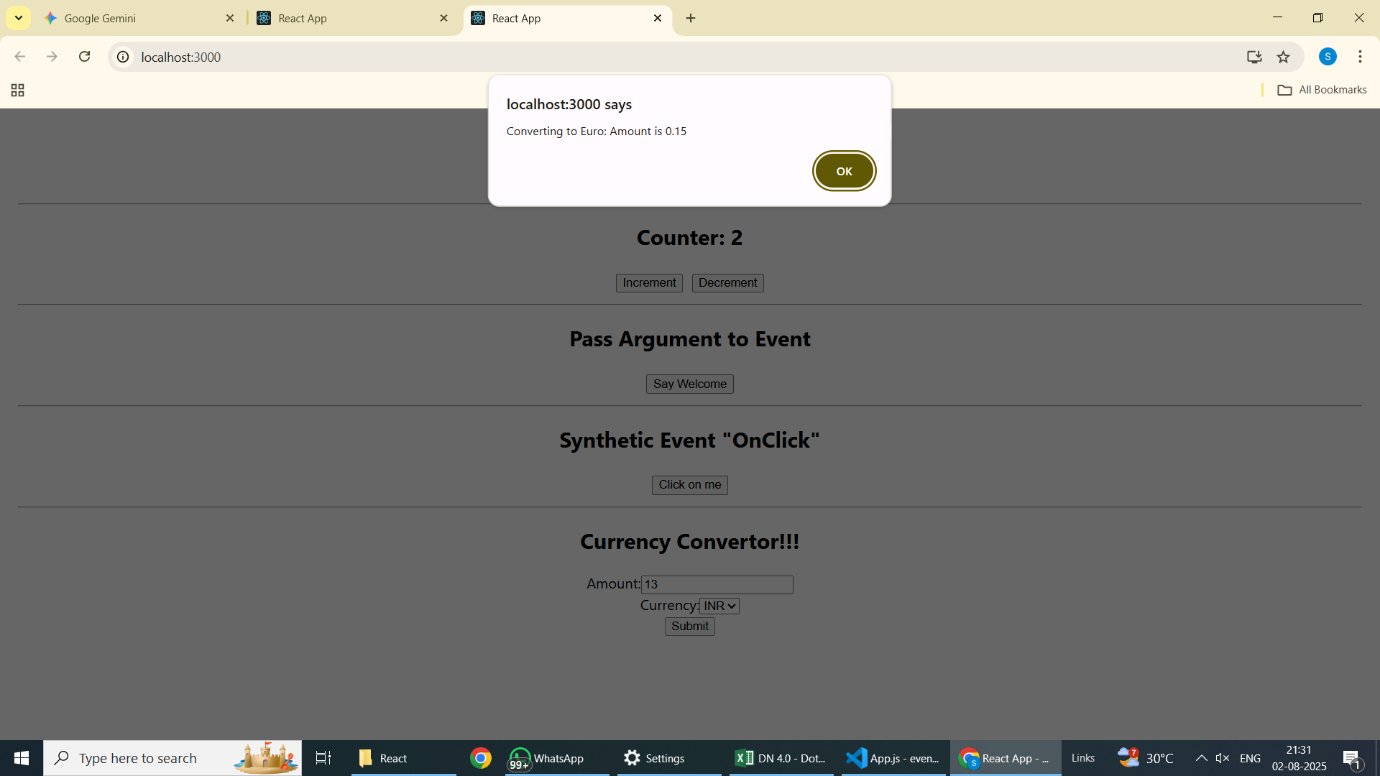 Google Gemini
React App
React App
localhost:3000
S
All Bookmarks
localhost:3000 says
Converting to Euro: Amount is 0.15
OK
Counter: 2
Increment Decrement
Pass Argument to Event
Say Welcome
Synthetic Event "OnClick"
Click on me
Currency Convertor!!!
Amount: 13
Currency: INR
Submit
Type here to search
React
99+ WhatsApp
Settings
DN 4.0 - Dot...
App.js - even...
S React App - ...
Links
7 30°C
ENG
21:31
02-08-2025
1